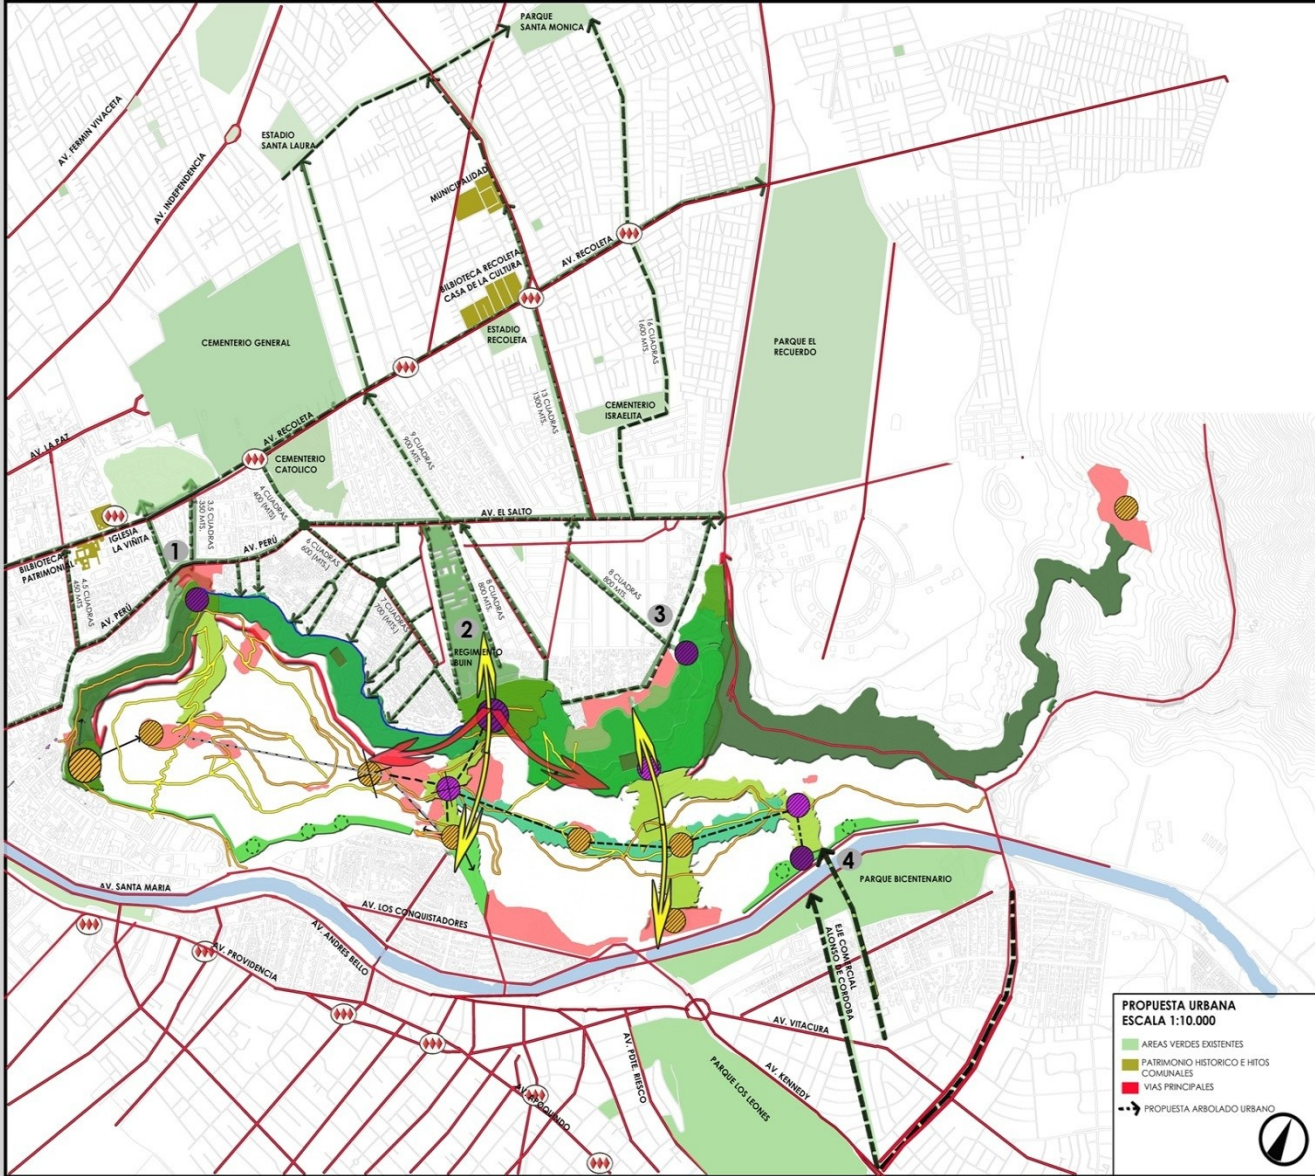 PARQUE
SANTA MONICA
AV. FERMIN VIVACETA
ESTADIO
SANTA LAURA
AV. INDEPENDENCIA
MUNICIPALIDAD
AV. RECOLETA
BILBIOTECA RECOLETA
CASA DE LA CULTURA
ESTADIO
RECOLETA
CEMENTERIO GENERAL
PARQUE EL
RECUERDO
16 CUADRAS
1600 MTS.
13 CUADRAS
1300 MTS.
CEMENTERIO
ISRAELITA
AV. LA PAZ
AV. RECOLETA
9 CUADRAS
900 MTS.
CEMENTERIO
CATOLICO
4 CUADRAS
400 (MTS)
3.5 CUADRAS
350 MTS.
AV. EL SALTO
IGLESIA
LA VIÑITA
1
AV. PERÚ
BILBIOTECA
PATRIMONIAL
6 CUADRAS
600 (MTS.)
4.5 CUADRAS
450 MTS
7 CUADRAS
700 (MTS.)
8 CUADRAS
800 MTS.
8 CUADRAS
800 MTS.
AV. PERÚ
2
3
REGIMIENTO
BUIN
4
PARQUE BICENTENARIO
AV. SANTA MARIA
AV. LOS CONQUISTADORES
AV. ANDRES BELLO
AV. PROVIDENCIA
EJE COMERCIAL
ALONSO DE CORDOBA
AV. VITACURA
AV. PDTE. RIESCO
PARQUE LOS LEONES
AV. KENNEDY
AV. APOQUINDO
PROPUESTA URBANA
ESCALA 1:10.000
AREAS VERDES EXISTENTES
PATRIMONIO HISTORICO E HITOS
COMUNALES
VIAS PRINCIPALES
PROPUESTA ARBOLADO URBANO